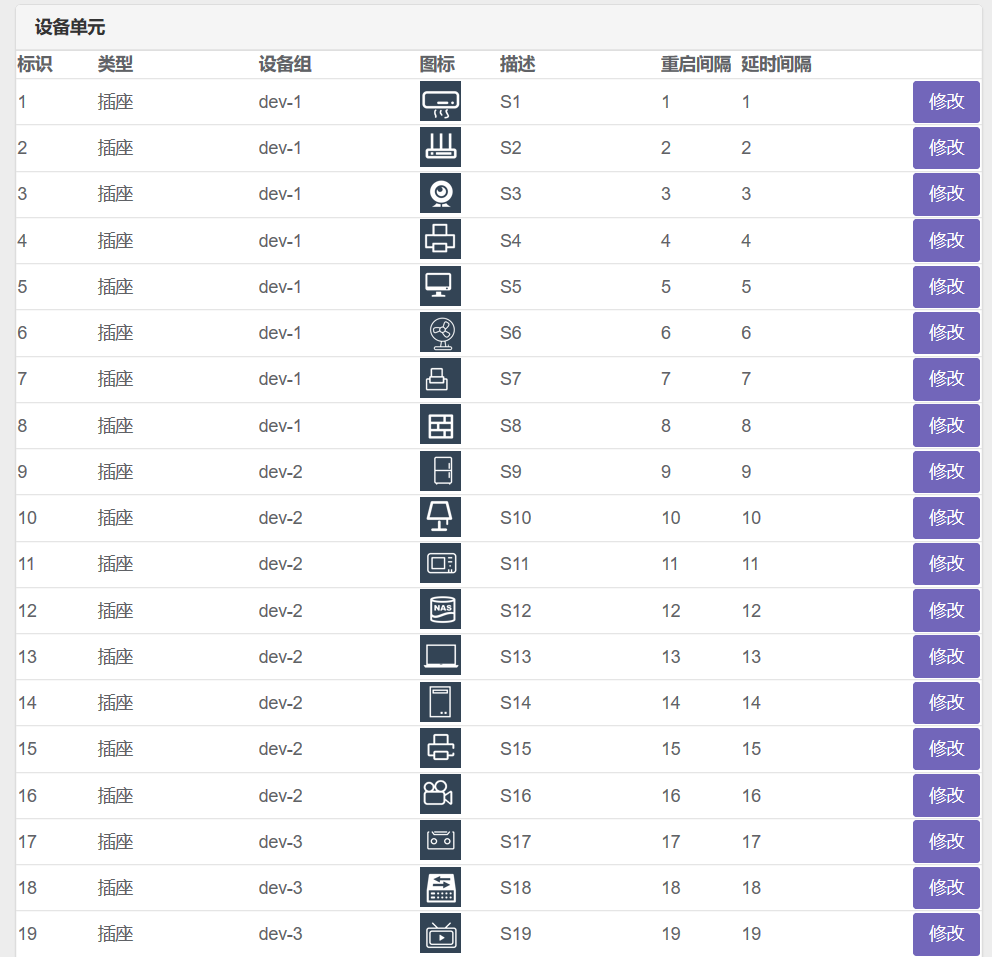 设备单元
标识 类型 设备组 图标 描述 重启间隔 延时间隔
1 插座 dev-1 S1 1 1 修改
2 插座 dev-1 S2 2 2 修改
3 插座 dev-1 S3 3 3 修改
4 插座 dev-1 S4 4 4 修改
5 插座 dev-1 S5 5 5 修改
6 插座 dev-1 S6 6 6 修改
7 插座 dev-1 S7 7 7 修改
8 插座 dev-1 S8 8 8 修改
9 插座 dev-2 S9 9 9 修改
10 插座 dev-2 S10 10 10 修改
11 插座 dev-2 S11 11 11 修改
12 插座 dev-2 NAS S12 12 12 修改
13 插座 dev-2 S13 13 13 修改
14 插座 dev-2 S14 14 14 修改
15 插座 dev-2 S15 15 15 修改
16 插座 dev-2 S16 16 16 修改
17 插座 dev-3 S17 17 17 修改
18 插座 dev-3 S18 18 18 修改
19 插座 dev-3 S19 19 19 修改